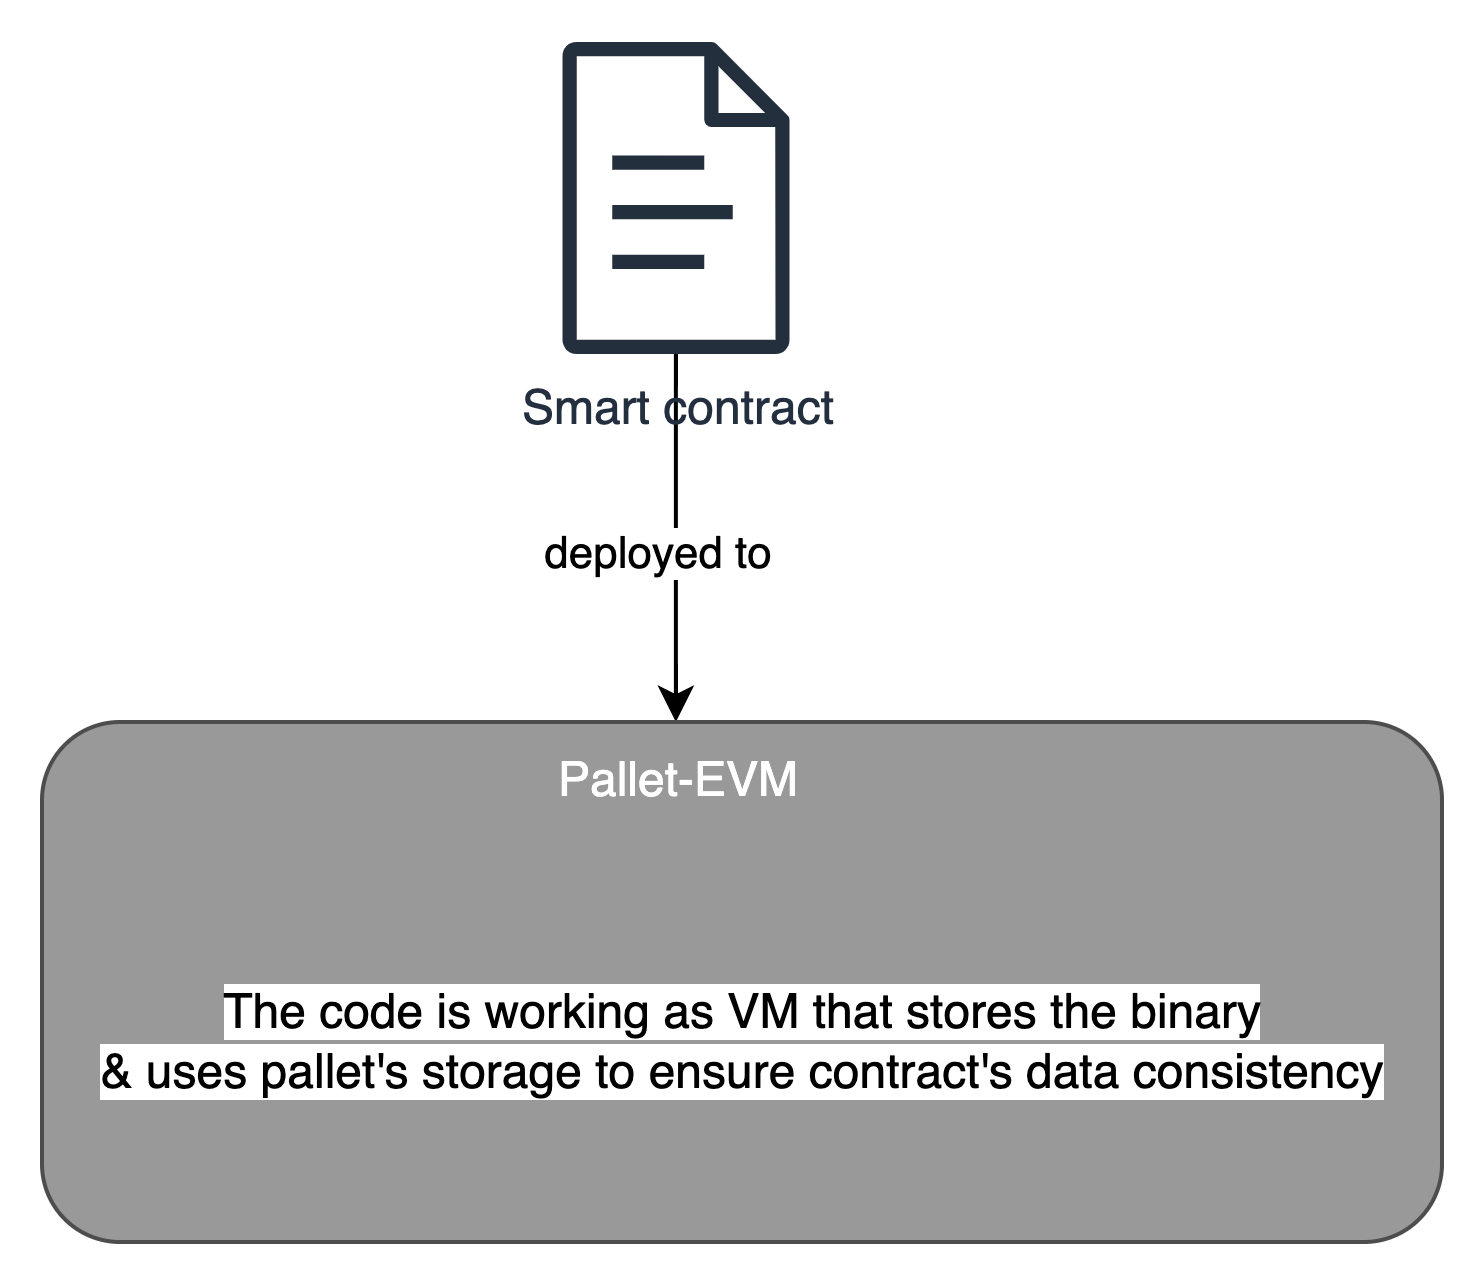 Smart contract
deployed to
Pallet-EVM
The code is working as VM that stores the binary
& uses pallet's storage to ensure contract's data consistency